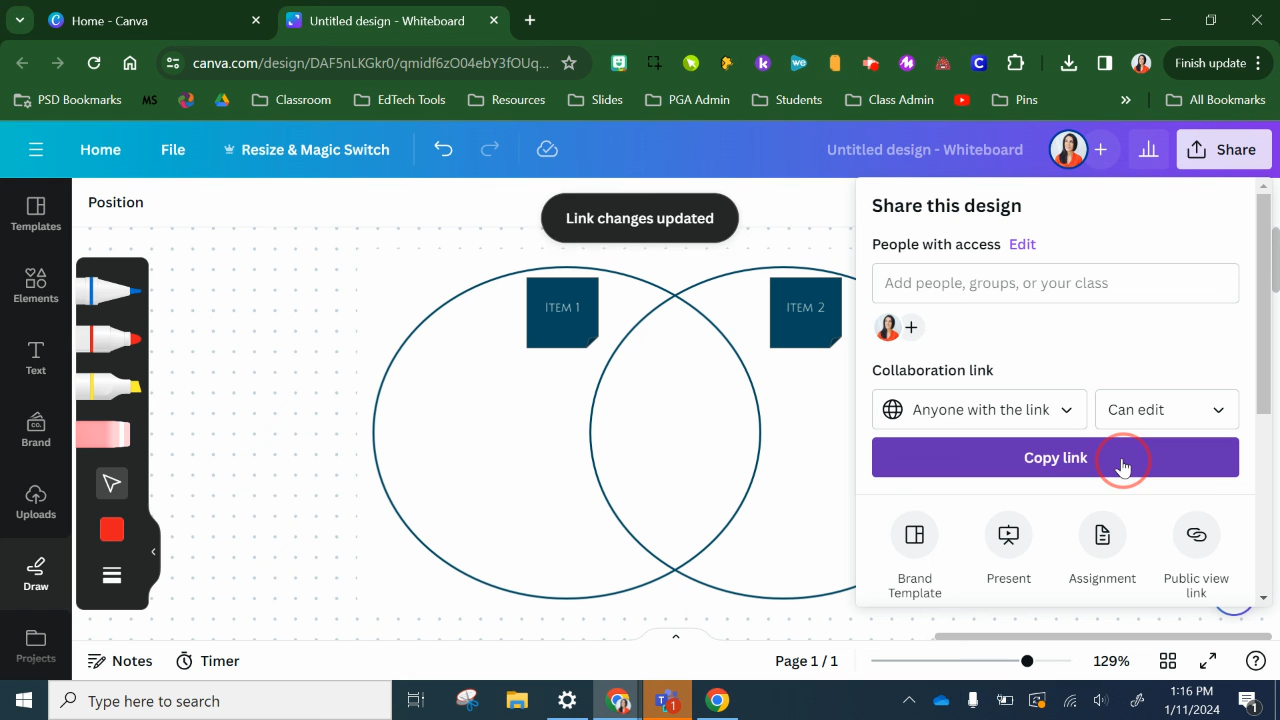 Home - Canva
Untitled design - Whiteboard
canva.com/design/DAF5nLKGkr0/qmidf6zO04ebY3fOUq...
Finish update
PSD Bookmarks
MS
Classroom
EdTech Tools
Resources
Slides
PGA Admin
Students
Class Admin
Pins
»
All Bookmarks
Home
File
Resize & Magic Switch
Untitled design - Whiteboard
Share
Templates
Elements
Text
Brand
Uploads
Draw
Projects
Position
Link changes updated
ITEM 1
ITEM 2
Share this design
People with access Edit
Add people, groups, or your class
Collaboration link
Anyone with the link
Can edit
Copy link
Brand
Template
Present
Assignment
Public view
link
Notes
Timer
Page 1 / 1
129%
Type here to search
1
1:16 PM
1/11/2024
1